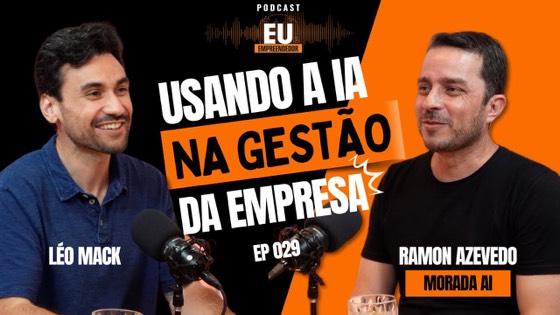 PODCAST
EU
EMPREENDEDOR
USANDO A IA
NA GESTÃO
DA EMPRESA
EP 029
LÉO MACK
RAMON AZEVEDO
MORADA AI